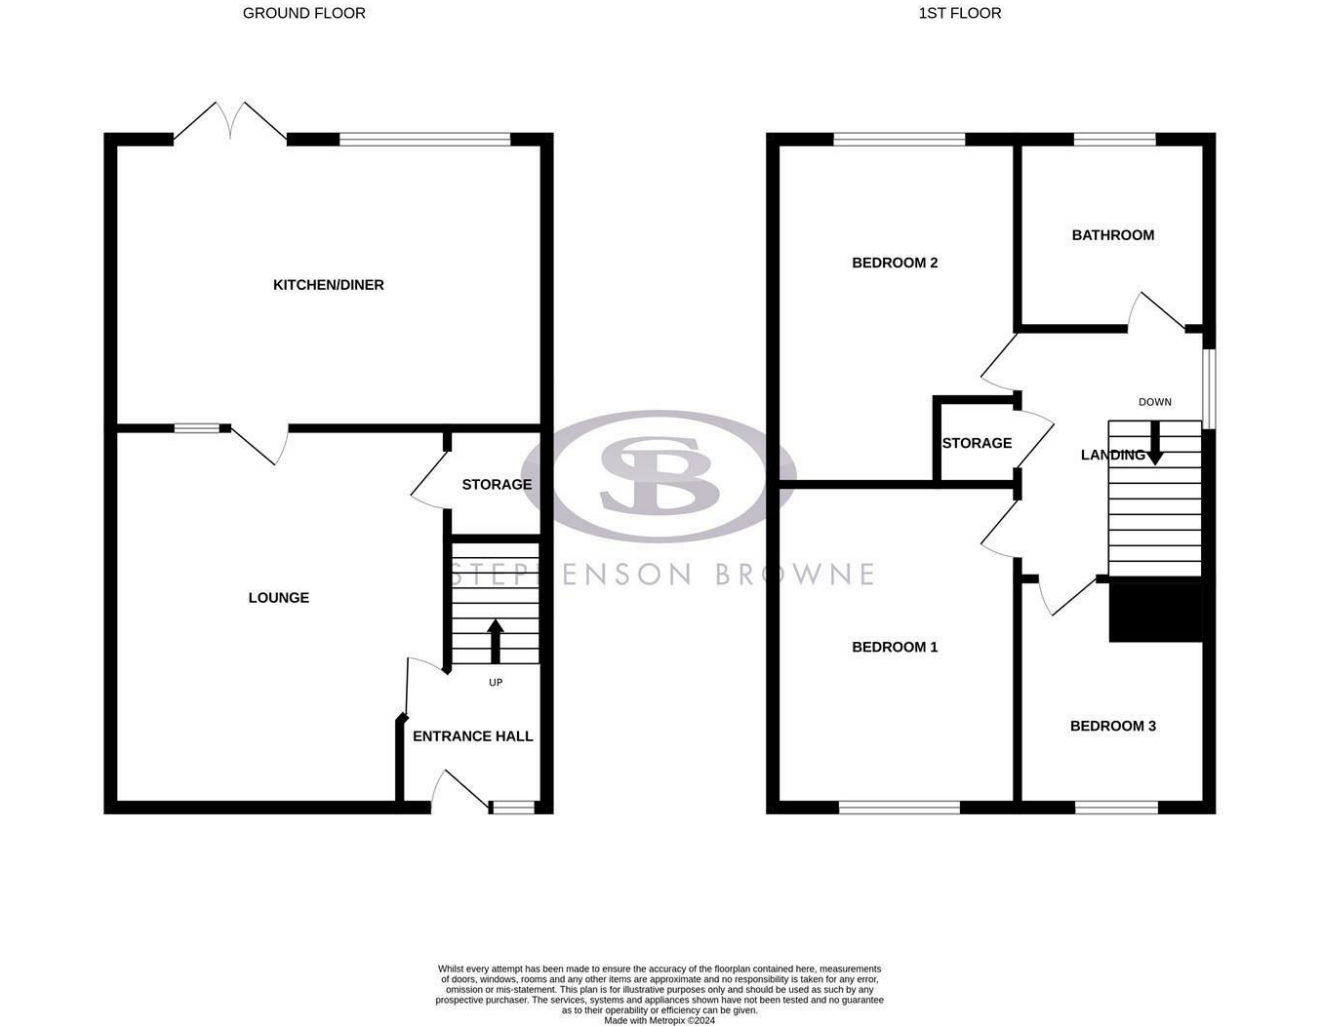 GROUND FLOOR
1ST FLOOR
KITCHEN/DINER
BEDROOM 2
BATHROOM
DOWN
STORAGE
LANDING
STORAGE
SB
STEPHENSON BROWNE
LOUNGE
BEDROOM 1
UP
ENTRANCE HALL
BEDROOM 3
Whilst every attempt has been made to ensure the accuracy of the floorplan contained here, measurements
of doors, windows, rooms and any other items are approximate and no responsibility is taken for any error,
omission or mis-statement. This plan is for illustrative purposes only and should be used as such by any
prospective purchaser. The services, systems and appliances shown have not been tested and no guarantee
as to their operability or efficiency can be given.
Made with Metropix ©2024